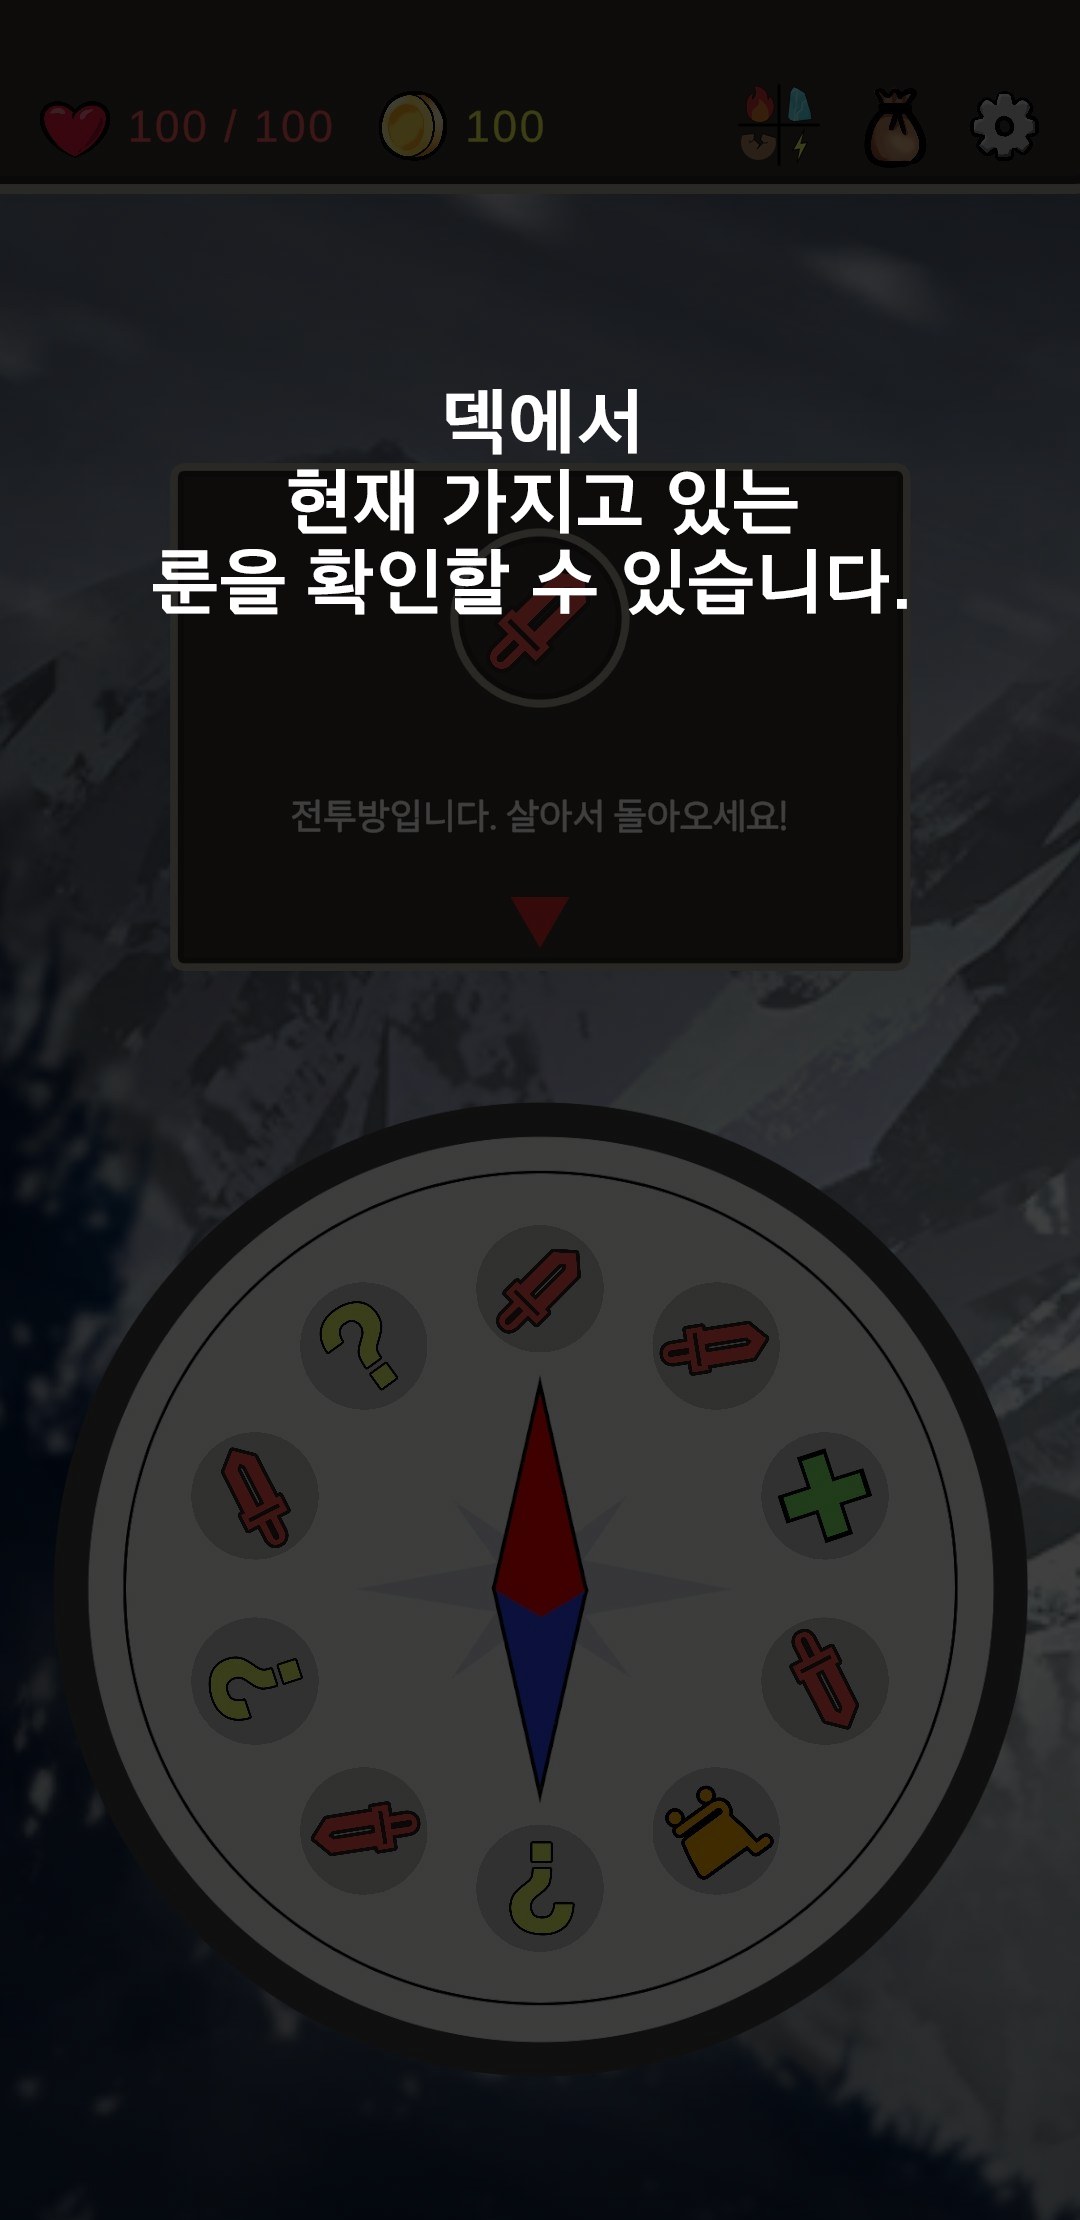 100 / 100
100
덱에서
현재 가지고 있는
룬을 확인할 수 있습니다.
전투방입니다. 살아서 돌아오세요!